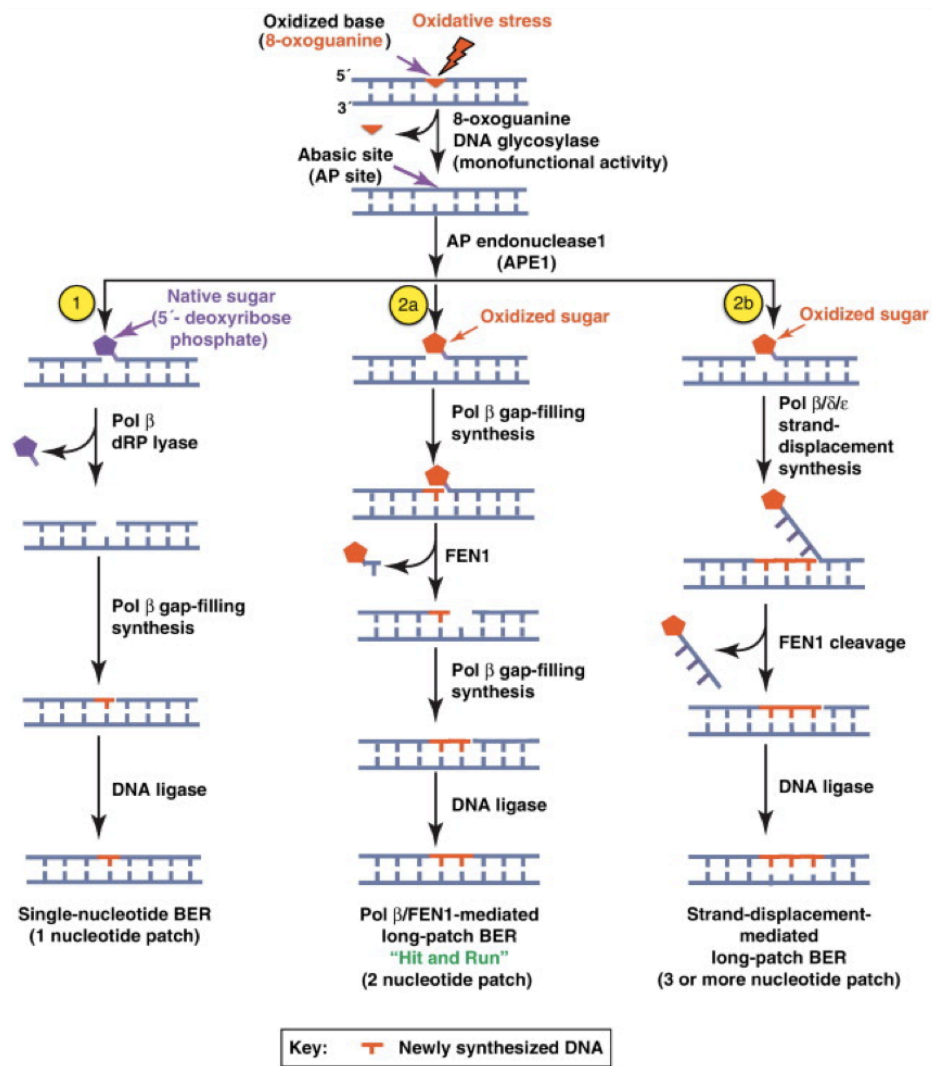 Oxidized base
(8-oxoguanine)
Oxidative stress
5´
3´
8-oxoguanine
DNA glycosylase
(monofunctional activity)
Abasic site
(AP site)
AP endonuclease1
(APE1)
1
Native sugar
(5´- deoxyribose
phosphate)
2a
Oxidized sugar
2b
Oxidized sugar
Pol β
dRP lyase
Pol β gap-filling
synthesis
Pol β/δ/ε
strand-
displacement
synthesis
FEN1
Pol β gap-filling
synthesis
Pol β gap-filling
synthesis
FEN1 cleavage
DNA ligase
DNA ligase
DNA ligase
Single-nucleotide BER
(1 nucleotide patch)
Pol β/FEN1-mediated
long-patch BER
“Hit and Run”
(2 nucleotide patch)
Strand-displacement-
mediated
long-patch BER
(3 or more nucleotide patch)
Key: Newly synthesized DNA